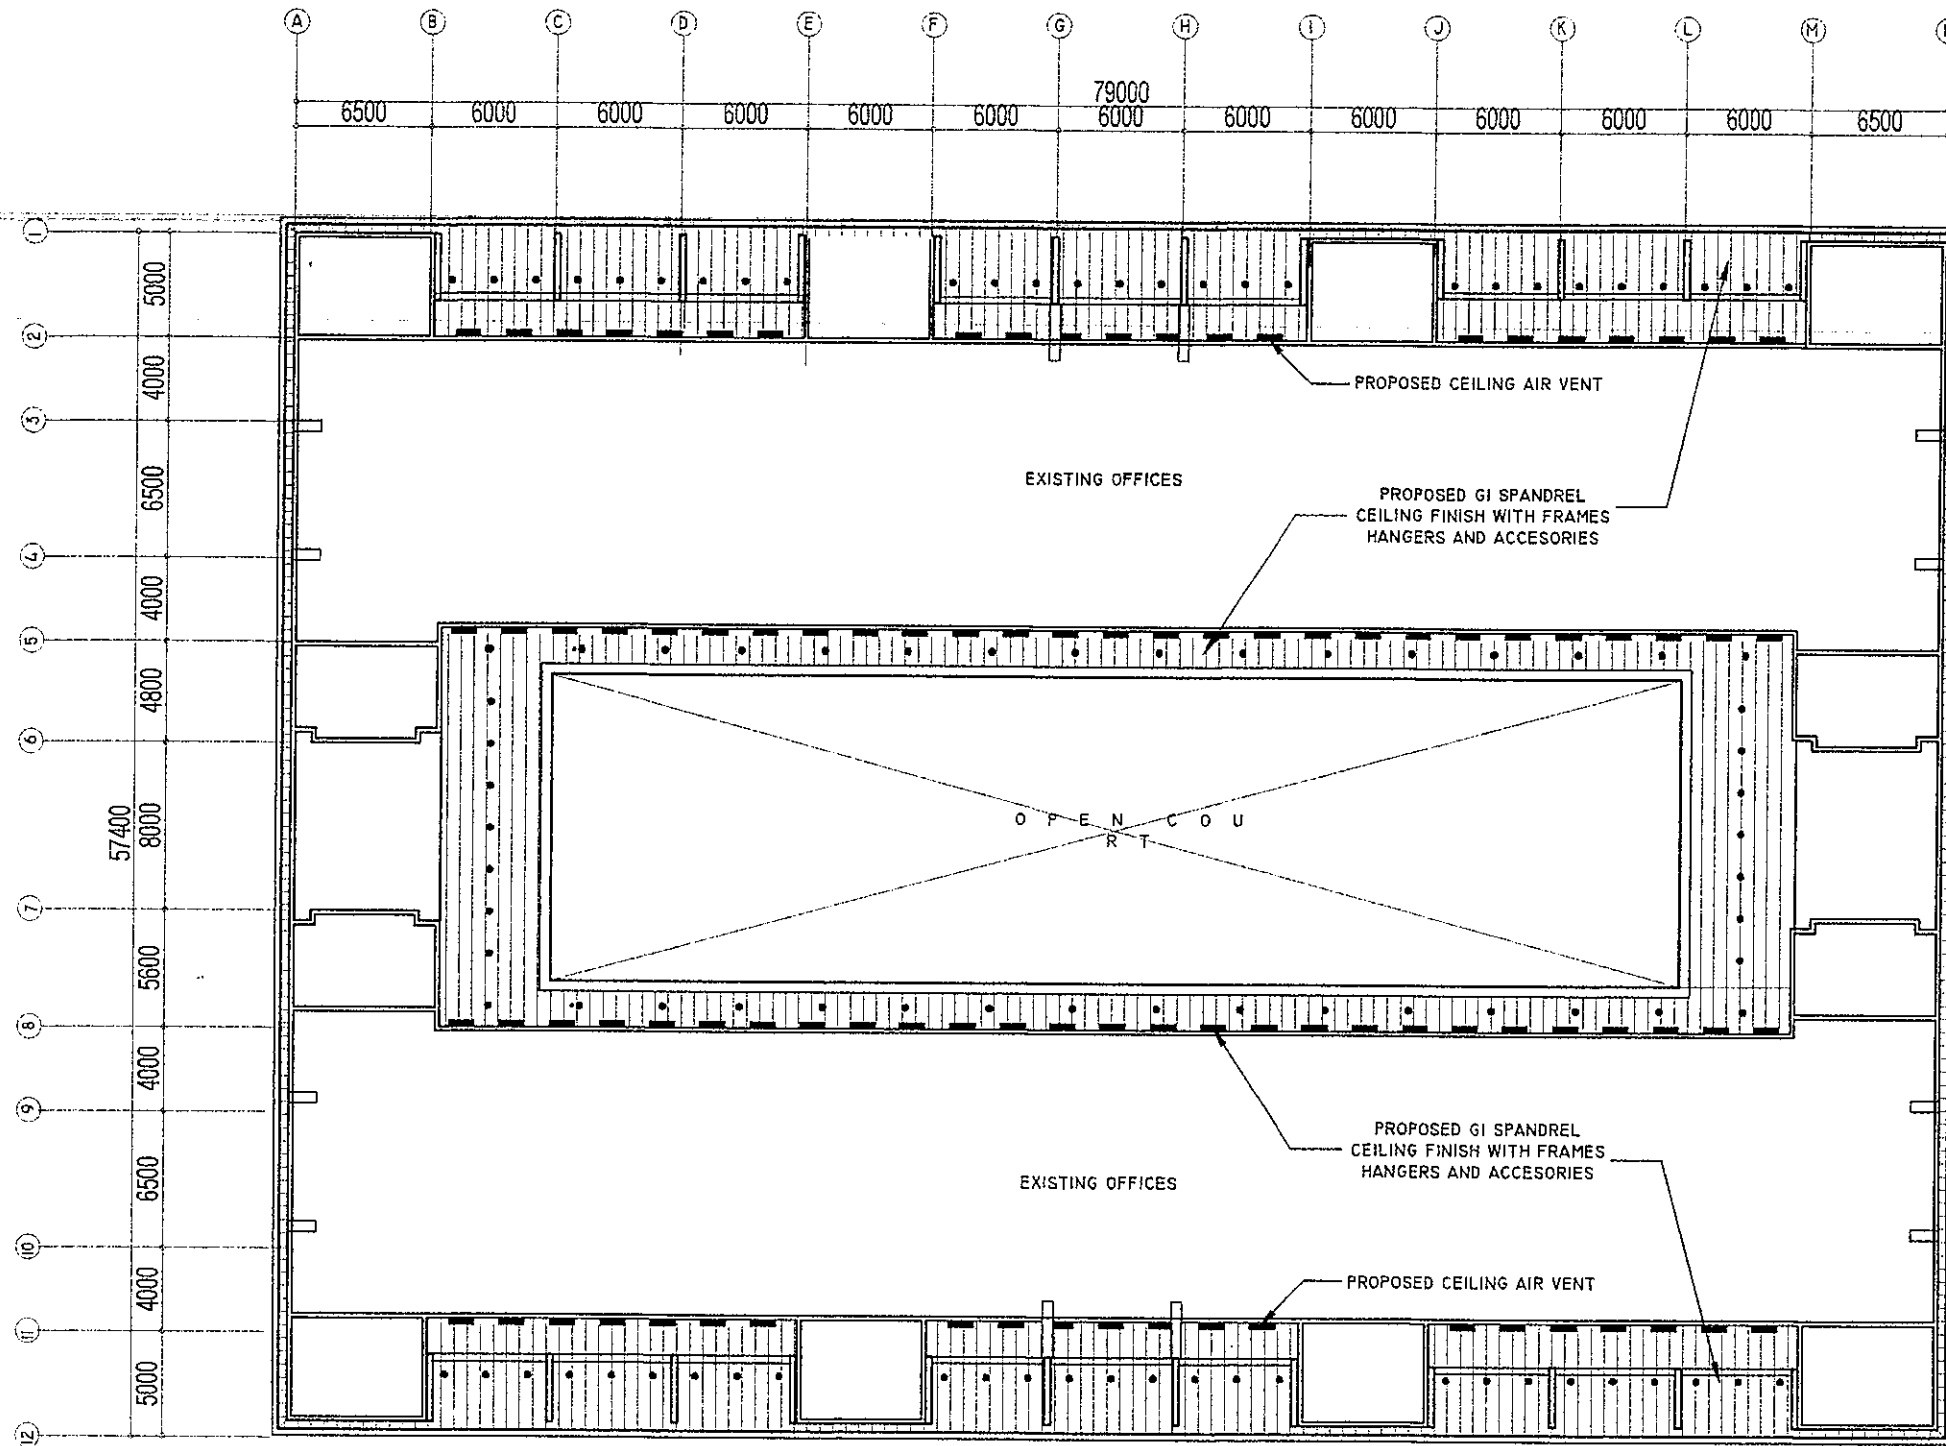 A B C D E F G H I J K L M
79000
6500 6000 6000 6000 6000 6000 6000 6000 6000 6000 6000 6000 6500
1
5000
2
4000
PROPOSED CEILING AIR VENT
3
EXISTING OFFICES
6500
PROPOSED GI SPANDREL
CEILING FINISH WITH FRAMES
HANGERS AND ACCESORIES
4
4000
5
4800
6
57400
8000
OPEN COU
RT
7
5600
8
4000
9
PROPOSED GI SPANDREL
CEILING FINISH WITH FRAMES
HANGERS AND ACCESORIES
6500
EXISTING OFFICES
10
4000
PROPOSED CEILING AIR VENT
11
5000
12